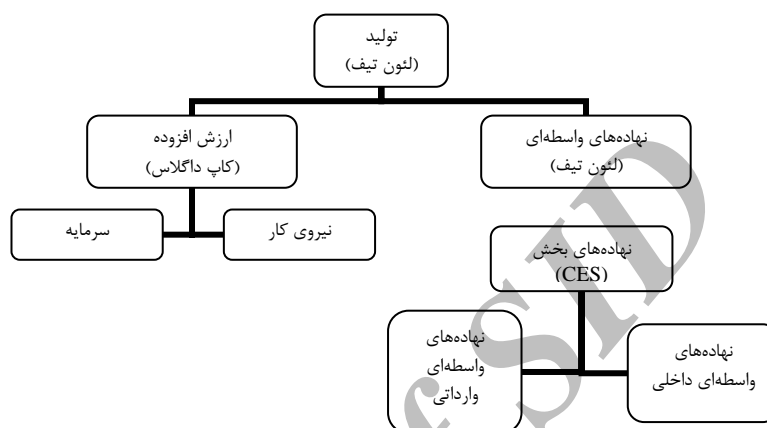 تولید
(لئون تیف)
ارزش افزوده
(کاپ داگلاس)
نهاده‌های واسطه‌ای
(لئون تیف)
سرمایه
نیروی کار
نهاده‌های بخش
(CES)
نهاده‌های
واسطه‌ای
وارداتی
نهاده‌های
واسطه‌ای داخلی
f SID